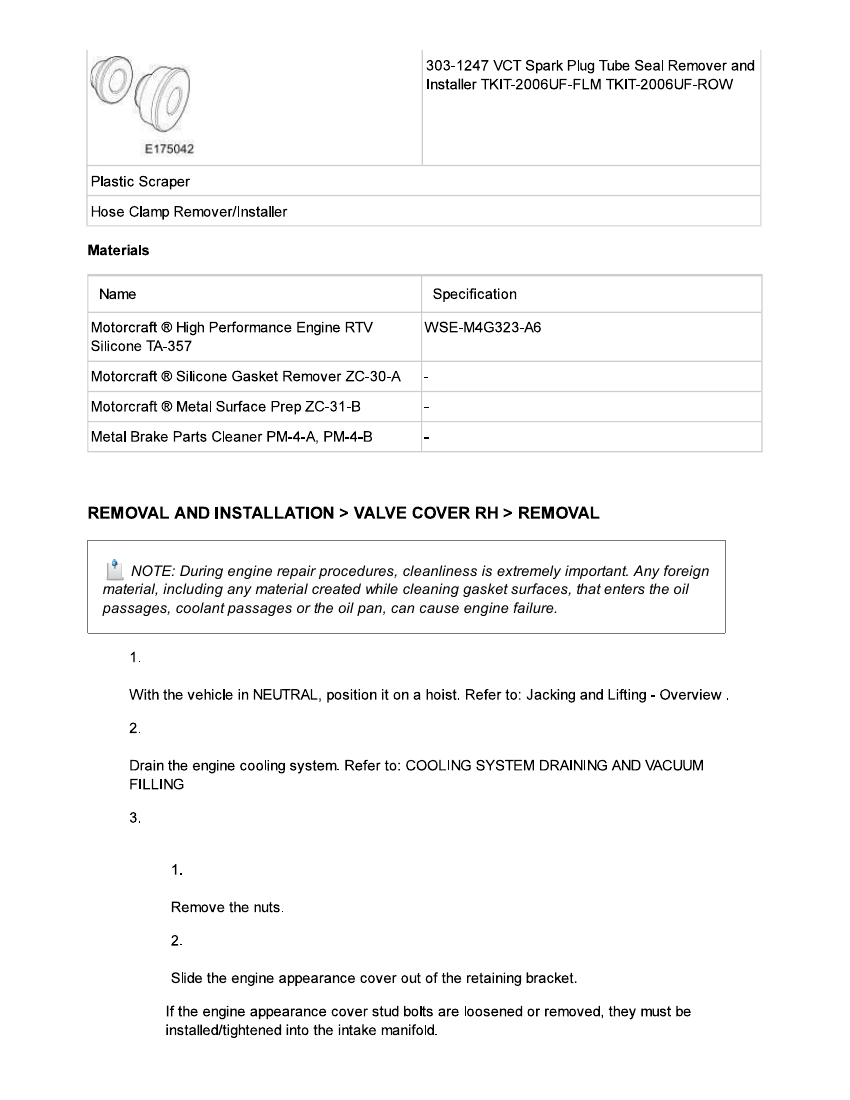 303-1247 VCT Spark Plug Tube Seal Remover and
Installer TKIT-2006UF-FLM TKIT-2006UF-ROW
E175042
Plastic Scraper
Hose Clamp Remover/Installer
Materials
Name Specification
Motorcraft ® High Performance Engine RTV WSE-M4G323-A6
Silicone TA-357
Motorcraft ® Silicone Gasket Remover ZC-30-A -
Motorcraft ® Metal Surface Prep ZC-31-B -
Metal Brake Parts Cleaner PM-4-A, PM-4-B -
REMOVAL AND INSTALLATION > VALVE COVER RH > REMOVAL
NOTE: During engine repair procedures, cleanliness is extremely important. Any foreign
material, including any material created while cleaning gasket surfaces, that enters the oil
passages, coolant passages or the oil pan, can cause engine failure.
1.
With the vehicle in NEUTRAL, position it on a hoist. Refer to: Jacking and Lifting - Overview .
2.
Drain the engine cooling system. Refer to: COOLING SYSTEM DRAINING AND VACUUM
FILLING
3.
1.
Remove the nuts.
2.
Slide the engine appearance cover out of the retaining bracket.
If the engine appearance cover stud bolts are loosened or removed, they must be
installed/tightened into the intake manifold.